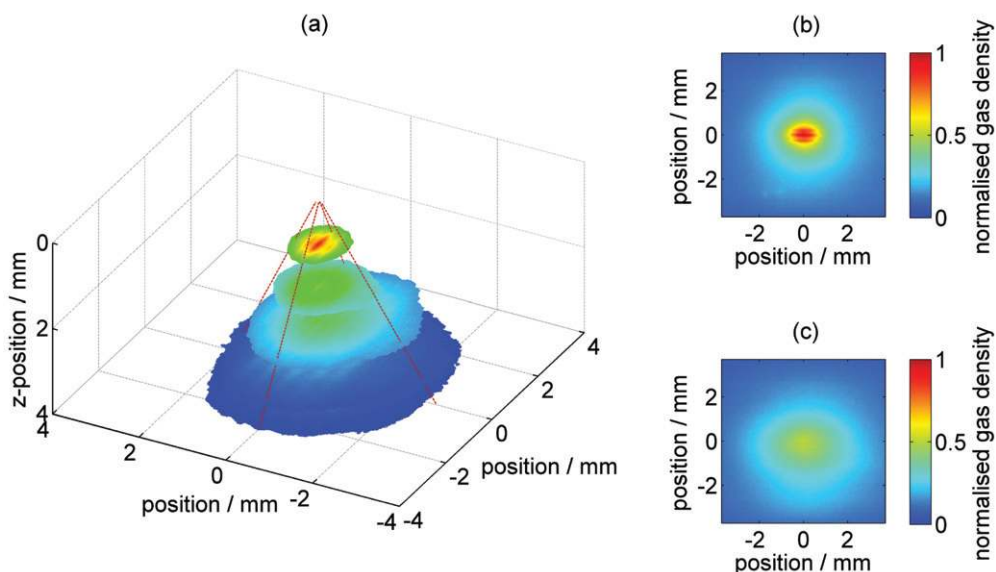 (a)
0
2
4
z-position / mm
4
2
0
-2
-4
position / mm
-4
-2
0
2
4
position / mm
(b)
2
0
-2
position / mm
-2 0 2
position / mm
1
0.5
0
normalised gas density
(c)
2
0
-2
position / mm
-2 0 2
position / mm
1
0.5
0
normalised gas density